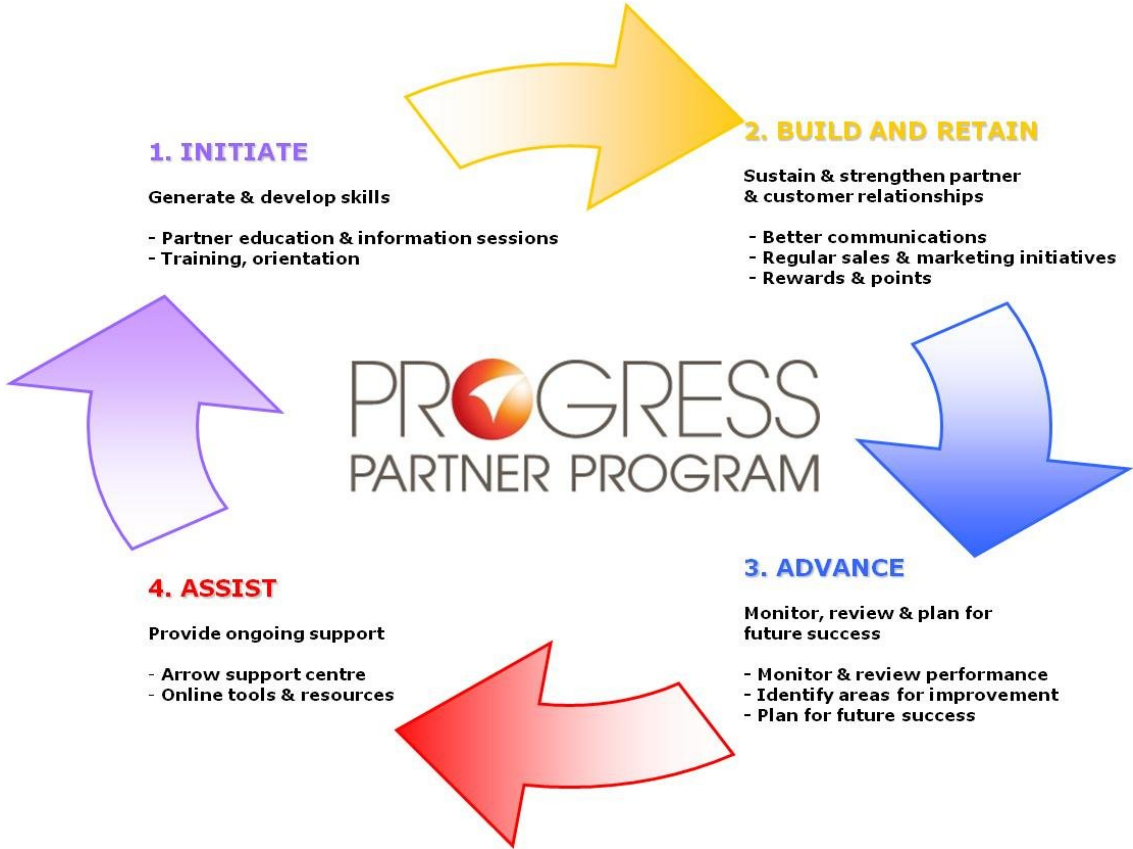 1. INITIATE
Generate & develop skills
- Partner education & information sessions
- Training, orientation
2. BUILD AND RETAIN
Sustain & strengthen partner
& customer relationships
- Better communications
- Regular sales & marketing initiatives
- Rewards & points
PROGRESS
PARTNER PROGRAM
3. ADVANCE
Monitor, review & plan for
future success
- Monitor & review performance
- Identify areas for improvement
- Plan for future success
4. ASSIST
Provide ongoing support
- Arrow support centre
- Online tools & resources